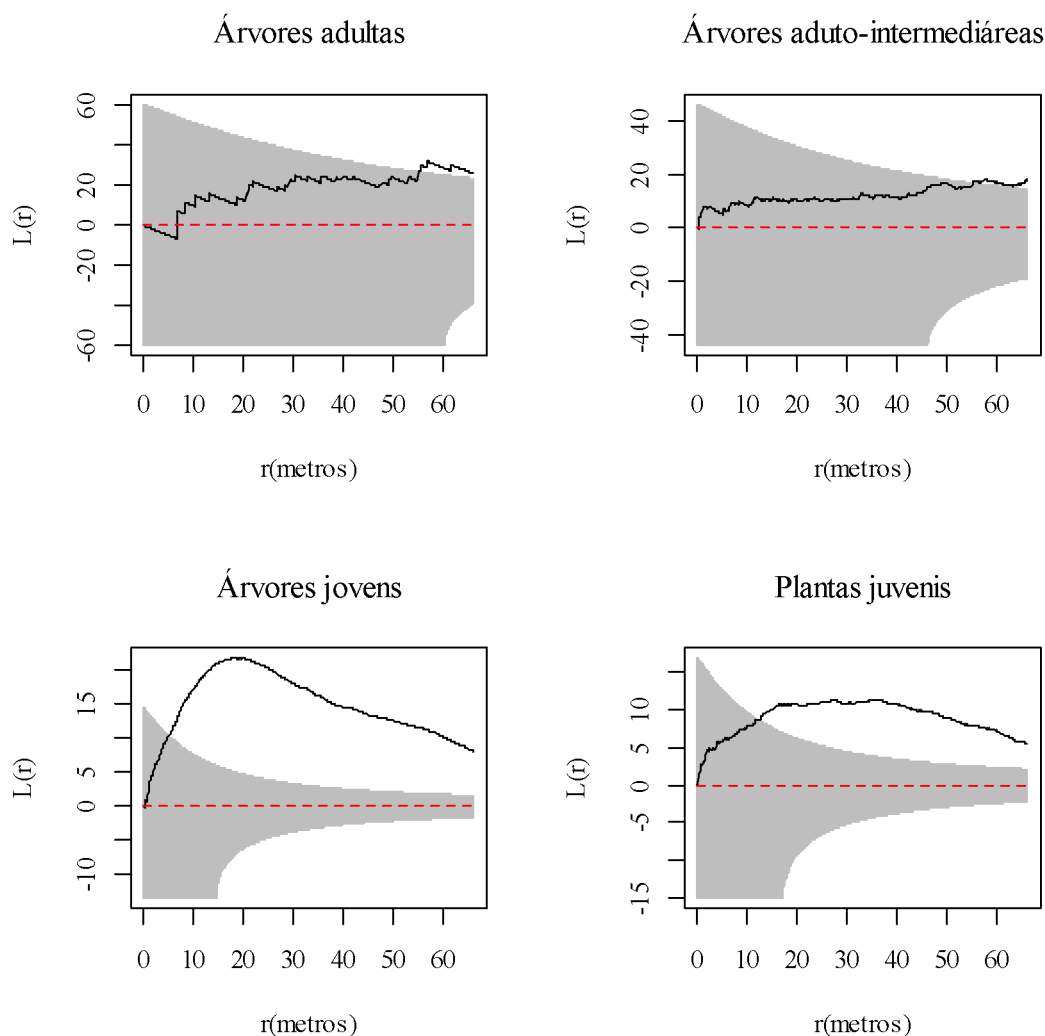 Árvores adultas
Árvores aduto-intermediáreas
L(r)
60
20
0
-20
-60
0 10 20 30 40 50 60
r(metros)
L(r)
40
20
0
-20
-40
0 10 20 30 40 50 60
r(metros)
Árvores jovens
Plantas juvenis
L(r)
15
5
0
-10
0 10 20 30 40 50 60
r(metros)
L(r)
10
5
0
-5
-15
0 10 20 30 40 50 60
r(metros)